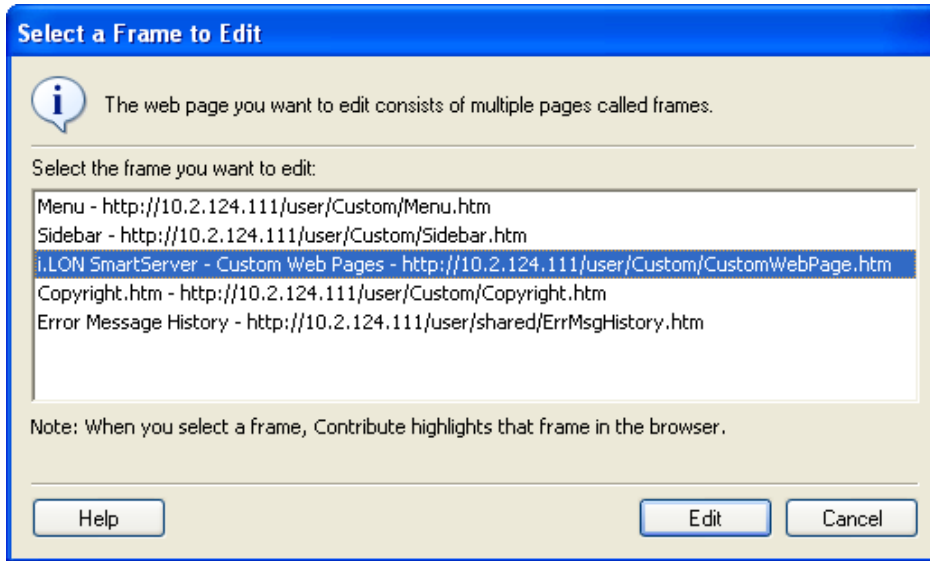 Select a Frame to Edit
The web page you want to edit consists of multiple pages called frames.
Select the frame you want to edit:
Menu - http://10.2.124.111/user/Custom/Menu.htm
Sidebar - http://10.2.124.111/user/Custom/Sidebar.htm
i.LON SmartServer - Custom Web Pages - http://10.2.124.111/user/Custom/CustomWebPage.htm
Copyright.htm - http://10.2.124.111/user/Custom/Copyright.htm
Error Message History - http://10.2.124.111/user/shared/ErrMsgHistory.htm
Note: When you select a frame, Contribute highlights that frame in the browser.
Help Edit Cancel